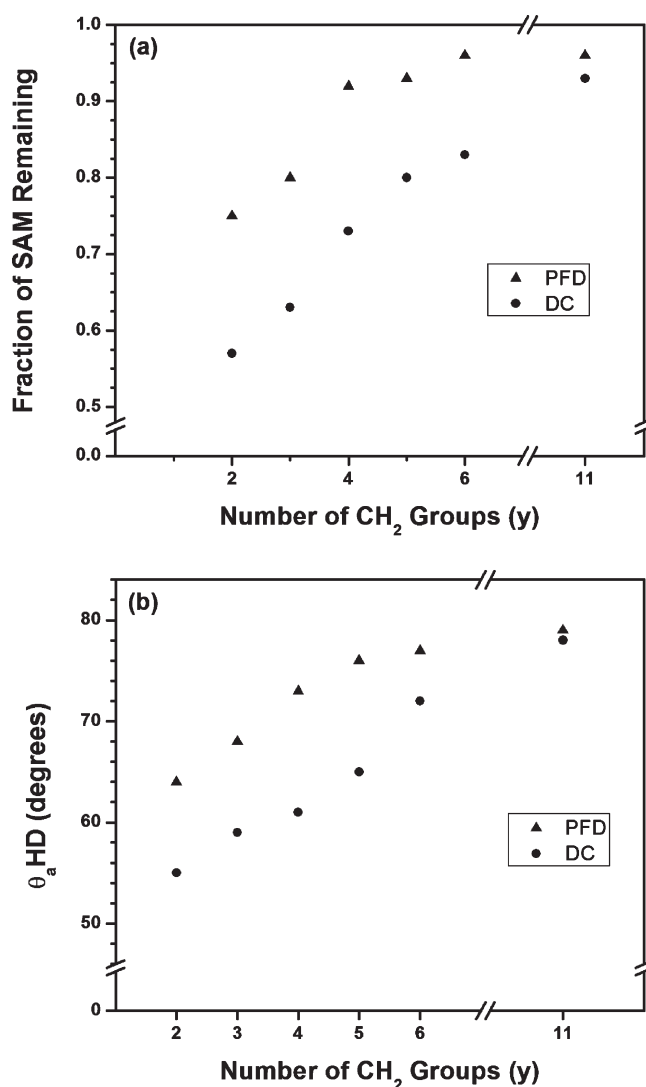 (a)
1.0
0.9
0.8
0.7
0.6
0.5
0.0
Fraction of SAM Remaining
PFD
DC
2 4 6 11
Number of CH₂ Groups (y)
(b)
80
70
60
50
0
θₐHD (degrees)
PFD
DC
2 3 4 5 6 11
Number of CH₂ Groups (y)